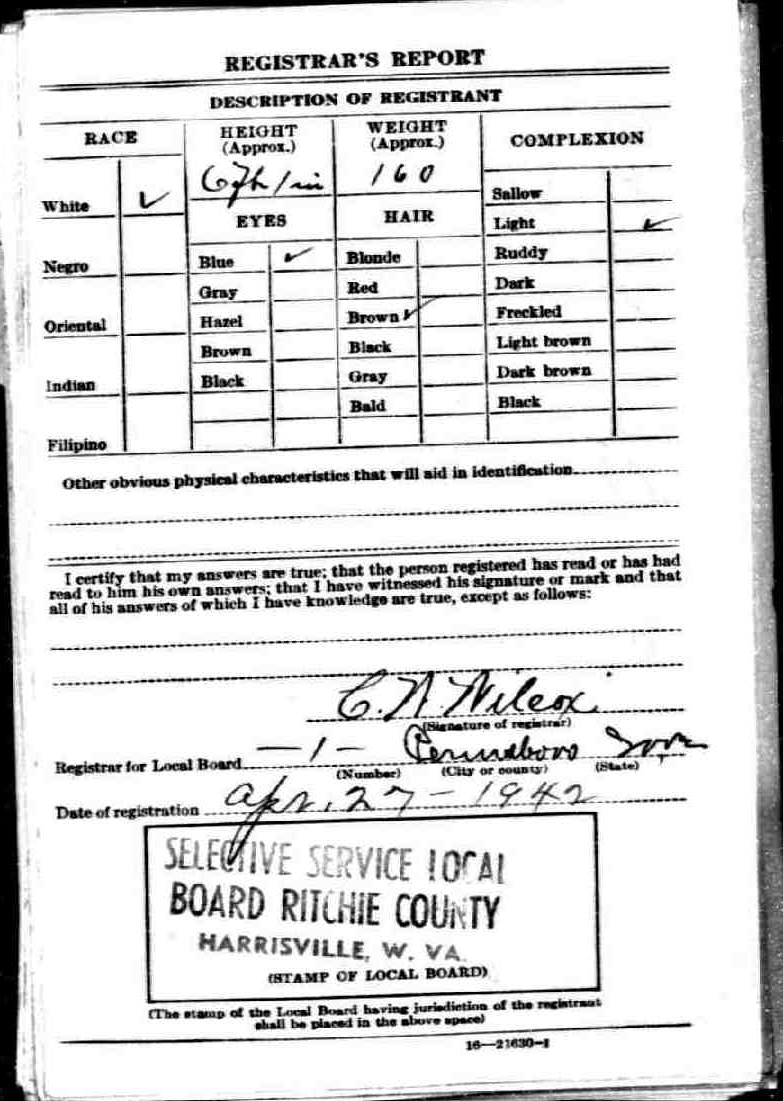 REGISTRAR'S REPORT
DESCRIPTION OF REGISTRANT
RACE
HEIGHT
(Approx.)
WEIGHT
(Approx.)
COMPLEXION
6 ft 1 in
160
White ✓
EYES
HAIR
Sallow
Light ✓
Negro
Blue ✓
Blonde
Ruddy
Gray
Red
Dark
Oriental
Hazel
Brown ✓
Freckled
Brown
Black
Light brown
Indian
Black
Gray
Dark brown
Bald
Black
Filipino
Other obvious physical characteristics that will aid in identification
I certify that my answers are true; that the person registered has read or has had
read to him his own answers; that I have witnessed his signature or mark and that
all of his answers of which I have knowledge are true, except as follows:
C. N. Wilcox
(Signature of registrar)
Registrar for Local Board — 1 — Pennsboro
(Number) (City or county) (State)
Date of registration Apr. 27 - 1942
SELECTIVE SERVICE LOCAL
BOARD RITCHIE COUNTY
HARRISVILLE, W. VA.
(STAMP OF LOCAL BOARD)
(The stamp of the Local Board having jurisdiction of the registrant
shall be placed in the above space)
16—21630-1